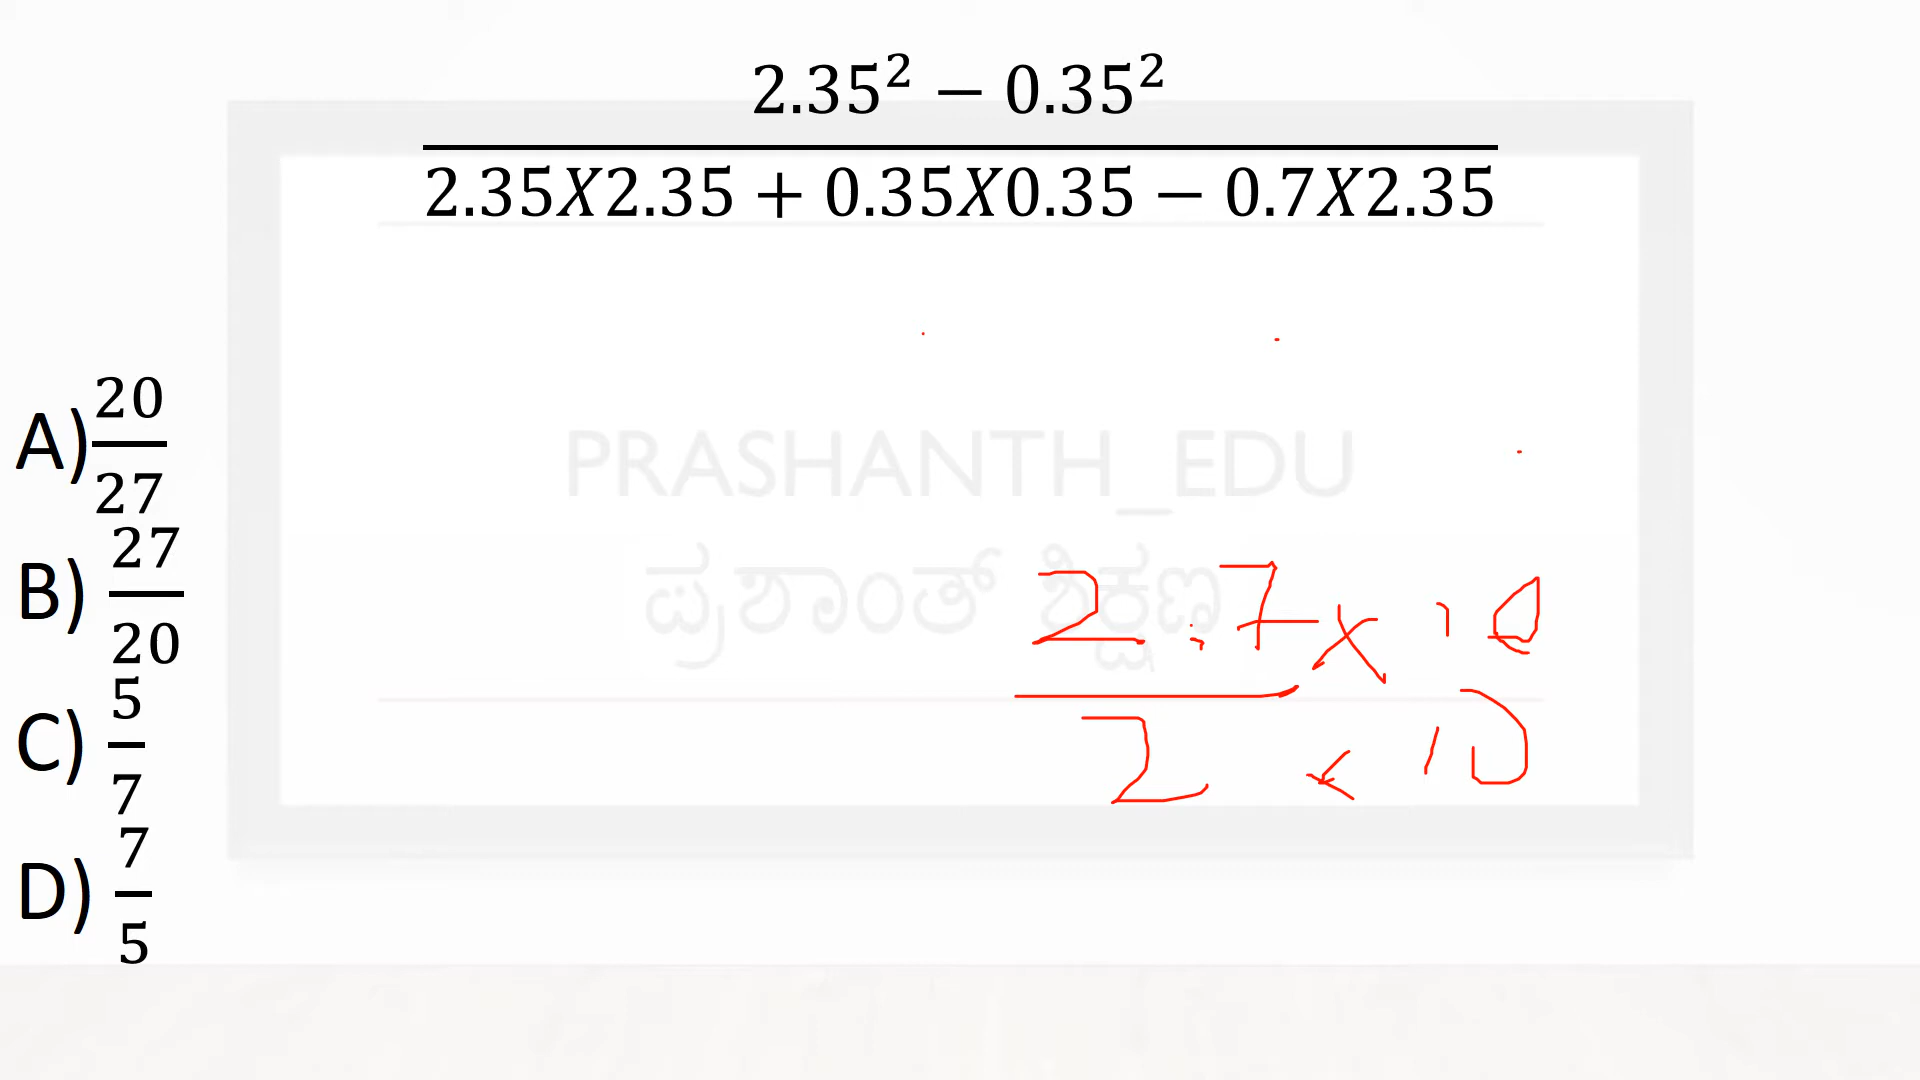 2.35² − 0.35²
2.35X2.35 + 0.35X0.35 − 0.7X2.35
A) 20/27
B) 27/20
C) 5/7
D) 7/5
PRASHANTH_EDU
ಪ್ರಶಾಂತ್ ಶಿಕ್ಷಣ
2.7 x 10
2 x 10